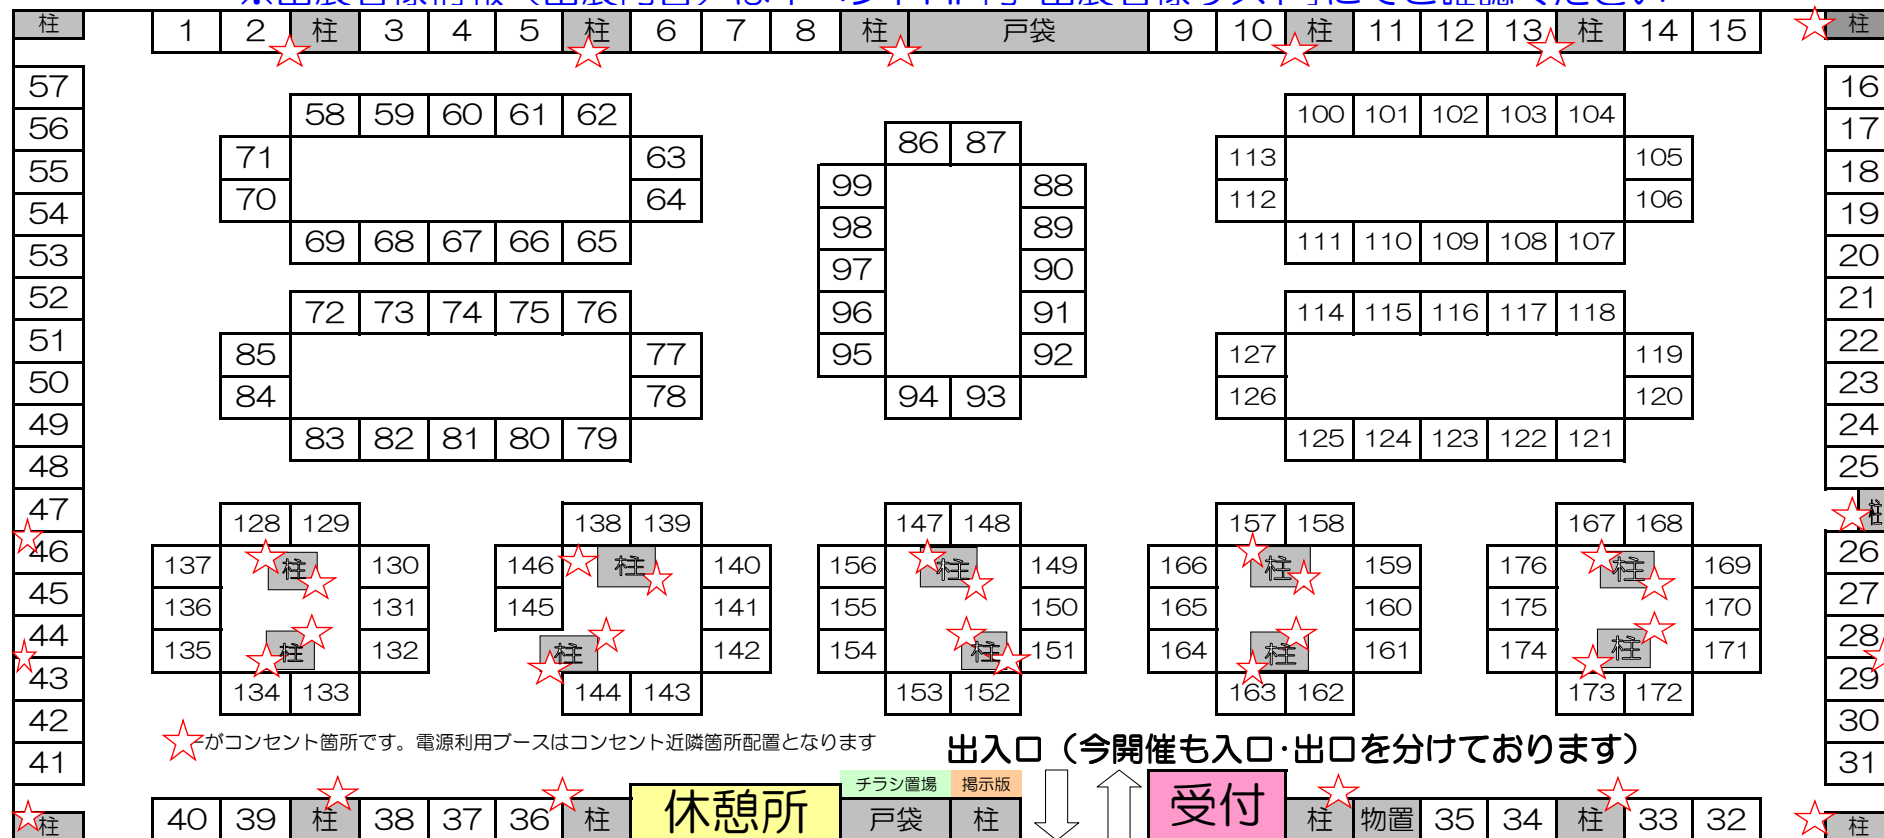 柱 1 2 柱 3 4 5 柱 6 7 8 柱 戸袋 9 10 柱 11 12 13 柱 14 15 柱
57 16
58 59 60 61 62 100 101 102 103 104
56 86 87 17
71 63 113 105
55 99 88 18
70 64 112 106
54 98 89 19
69 68 67 66 65 111 110 109 108 107
53 97 90 20
52 21
72 73 74 75 76 96 91 114 115 116 117 118
51 22
85 77 95 92 127 119
50 23
84 78 94 93 126 120
49 24
83 82 81 80 79 125 124 123 122 121
48 25
47 柱
128 129 138 139 147 148 157 158 167 168
46 26
137 柱 130 146 柱 140 156 柱 149 166 柱 159 176 柱 169
45 27
136 131 145 141 155 150 165 160 175 170
44 28
135 柱 132 柱 142 154 柱 151 164 柱 161 174 柱 171
43 29
134 133 144 143 153 152 163 162 173 172
42 30
がコンセント箇所です。電源利用ブースはコンセント近隣箇所配置となります
出入口（今開催も入口･出口を分けております）
41 31
チラシ置場 掲示版
柱 40 39 柱 38 37 36 柱 休憩所 戸袋 柱 受付 柱 物置 35 34 柱 33 32 柱